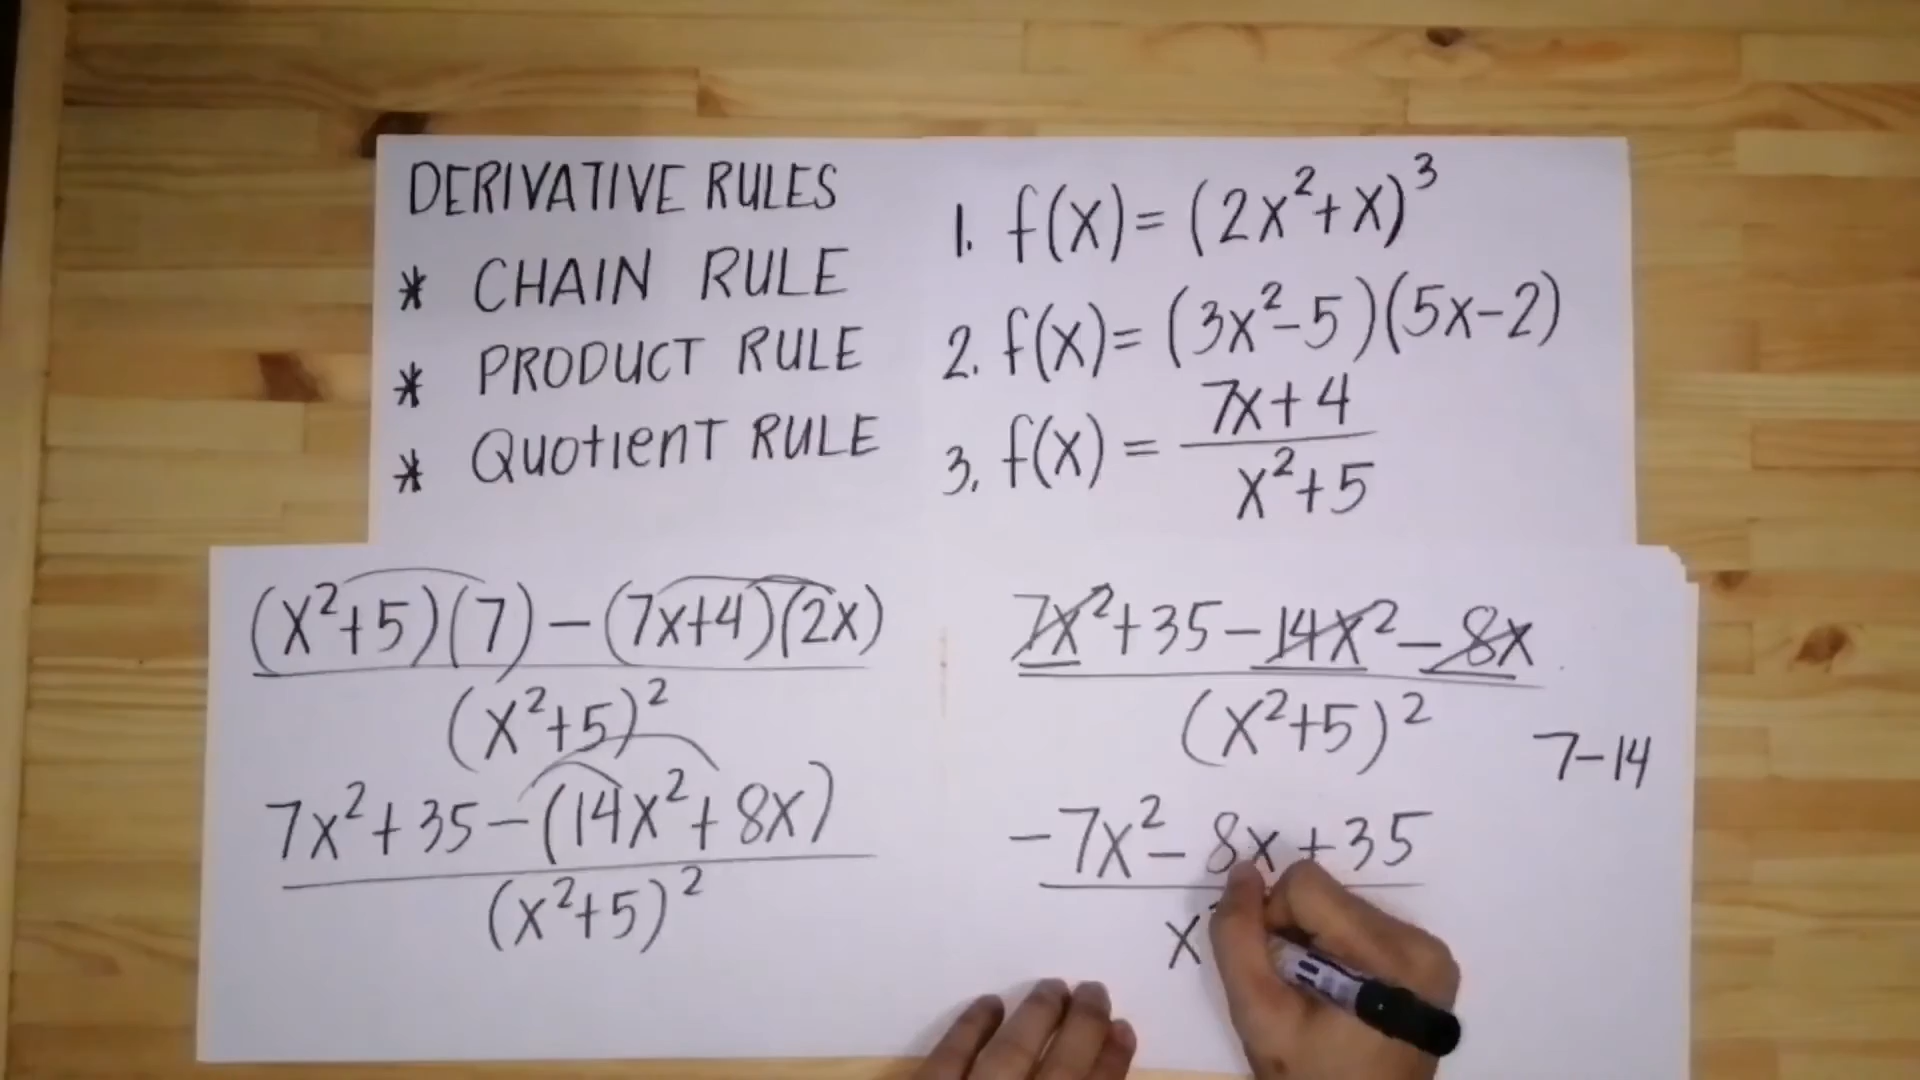 DERIVATIVE RULES
* CHAIN RULE
* PRODUCT RULE
* QUOTIENT RULE
1. f(x) = (2x²+x)³
2. f(x) = (3x²-5)(5x-2)
3. f(x) = 7x+4
x²+5
(x²+5)(7) - (7x+4)(2x)
(x²+5)²
7x²+35-(14x²+8x)
(x²+5)²
7x²+35-14x²-8x
(x²+5)²
7-14
-7x²-8x+35
x²